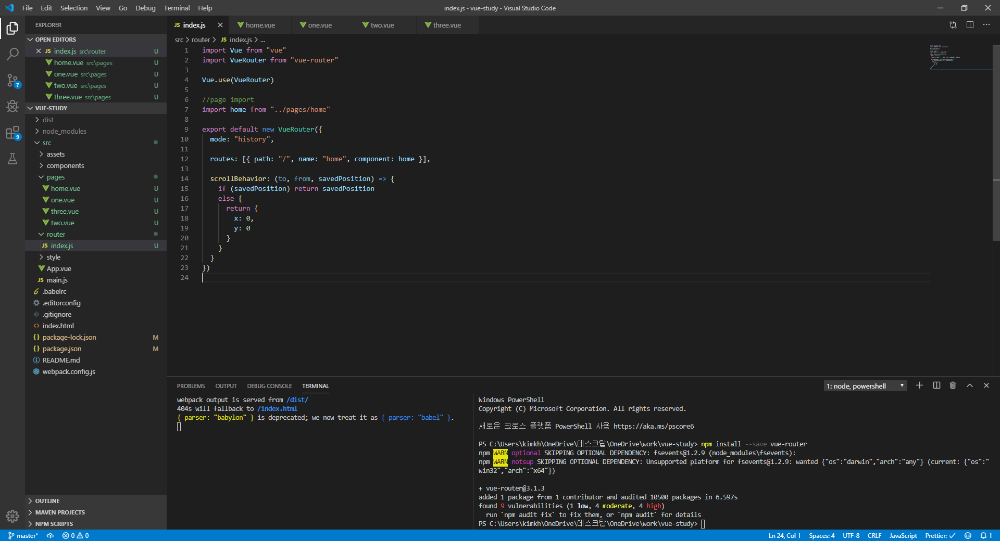 File Edit Selection View Go Debug Terminal Help
index.js - vue-study - Visual Studio Code
EXPLORER
OPEN EDITORS
JS index.js src\router U
home.vue src\pages U
one.vue src\pages U
two.vue src\pages U
three.vue src\pages U
VUE-STUDY
dist
node_modules
src
assets
components
pages
home.vue U
one.vue U
three.vue U
two.vue U
router
JS index.js U
style
App.vue
JS main.js
.babelrc
.editorconfig
.gitignore
index.html
package-lock.json M
package.json M
README.md
webpack.config.js
OUTLINE
MAVEN PROJECTS
NPM SCRIPTS
7
9
JS index.js home.vue one.vue two.vue three.vue
src > router > JS index.js > ...
1 import Vue from "vue"
2 import VueRouter from "vue-router"
3
4 Vue.use(VueRouter)
5
6 //page import
7 import home from "../pages/home"
8
9 export default new VueRouter({
10 mode: "history",
11
12 routes: [{ path: "/", name: "home", component: home }],
13
14 scrollBehavior: (to, from, savedPosition) => {
15 if (savedPosition) return savedPosition
16 else {
17 return {
18 x: 0,
19 y: 0
20 }
21 }
22 }
23 })
24
PROBLEMS OUTPUT DEBUG CONSOLE TERMINAL
1: node, powershell
webpack output is served from /dist/
404s will fallback to /index.html
{ parser: "babylon" } is deprecated; we now treat it as { parser: "babel" }.
Windows PowerShell
Copyright (C) Microsoft Corporation. All rights reserved.
새로운 크로스 플랫폼 PowerShell 사용 https://aka.ms/pscore6
PS C:\Users\kimkh\OneDrive\데스크탑\OneDrive\work\vue-study> npm install --save vue-router
npm WARN optional SKIPPING OPTIONAL DEPENDENCY: fsevents@1.2.9 (node_modules\fsevents):
npm WARN notsup SKIPPING OPTIONAL DEPENDENCY: Unsupported platform for fsevents@1.2.9: wanted {"os":"darwin","arch":"any"} (current: {"os":"
win32","arch":"x64"})
+ vue-router@3.1.3
added 1 package from 1 contributor and audited 10500 packages in 6.597s
found 9 vulnerabilities (1 low, 4 moderate, 4 high)
run `npm audit fix` to fix them, or `npm audit` for details
PS C:\Users\kimkh\OneDrive\데스크탑\OneDrive\work\vue-study>
master* 0 0 Ln 24, Col 1 Spaces: 4 UTF-8 CRLF JavaScript Prettier: ✓ 1